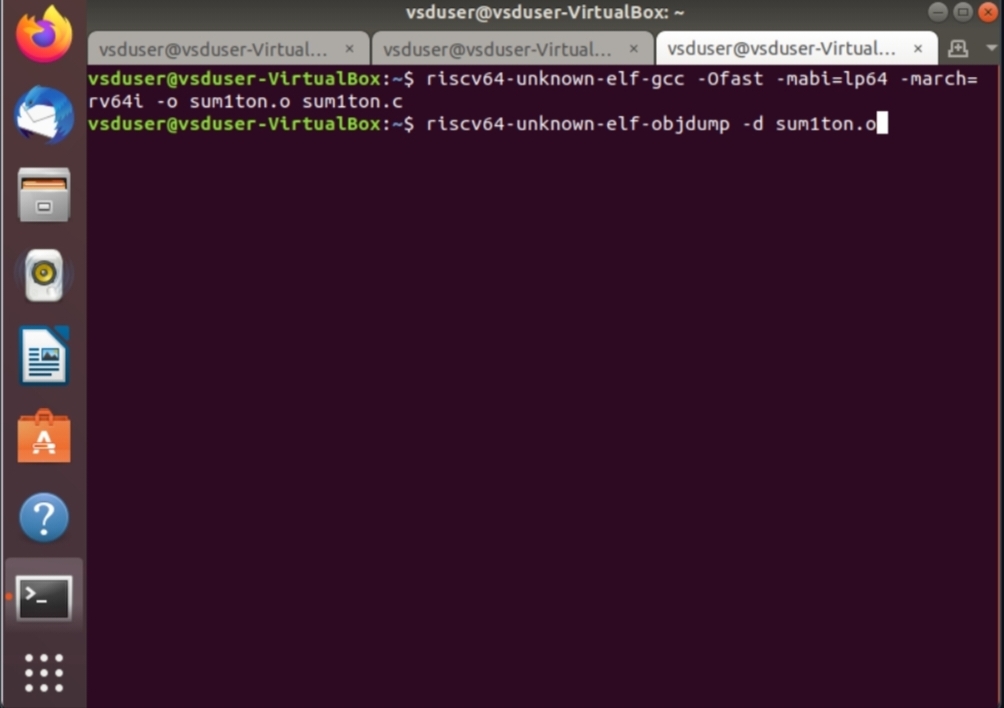 vsduser@vsduser-VirtualBox: ~
vsduser@vsduser-Virtual... × vsduser@vsduser-Virtual... × vsduser@vsduser-Virtual... ×
vsduser@vsduser-VirtualBox:~$ riscv64-unknown-elf-gcc -Ofast -mabi=lp64 -march=
rv64i -o sum1ton.o sum1ton.c
vsduser@vsduser-VirtualBox:~$ riscv64-unknown-elf-objdump -d sum1ton.o